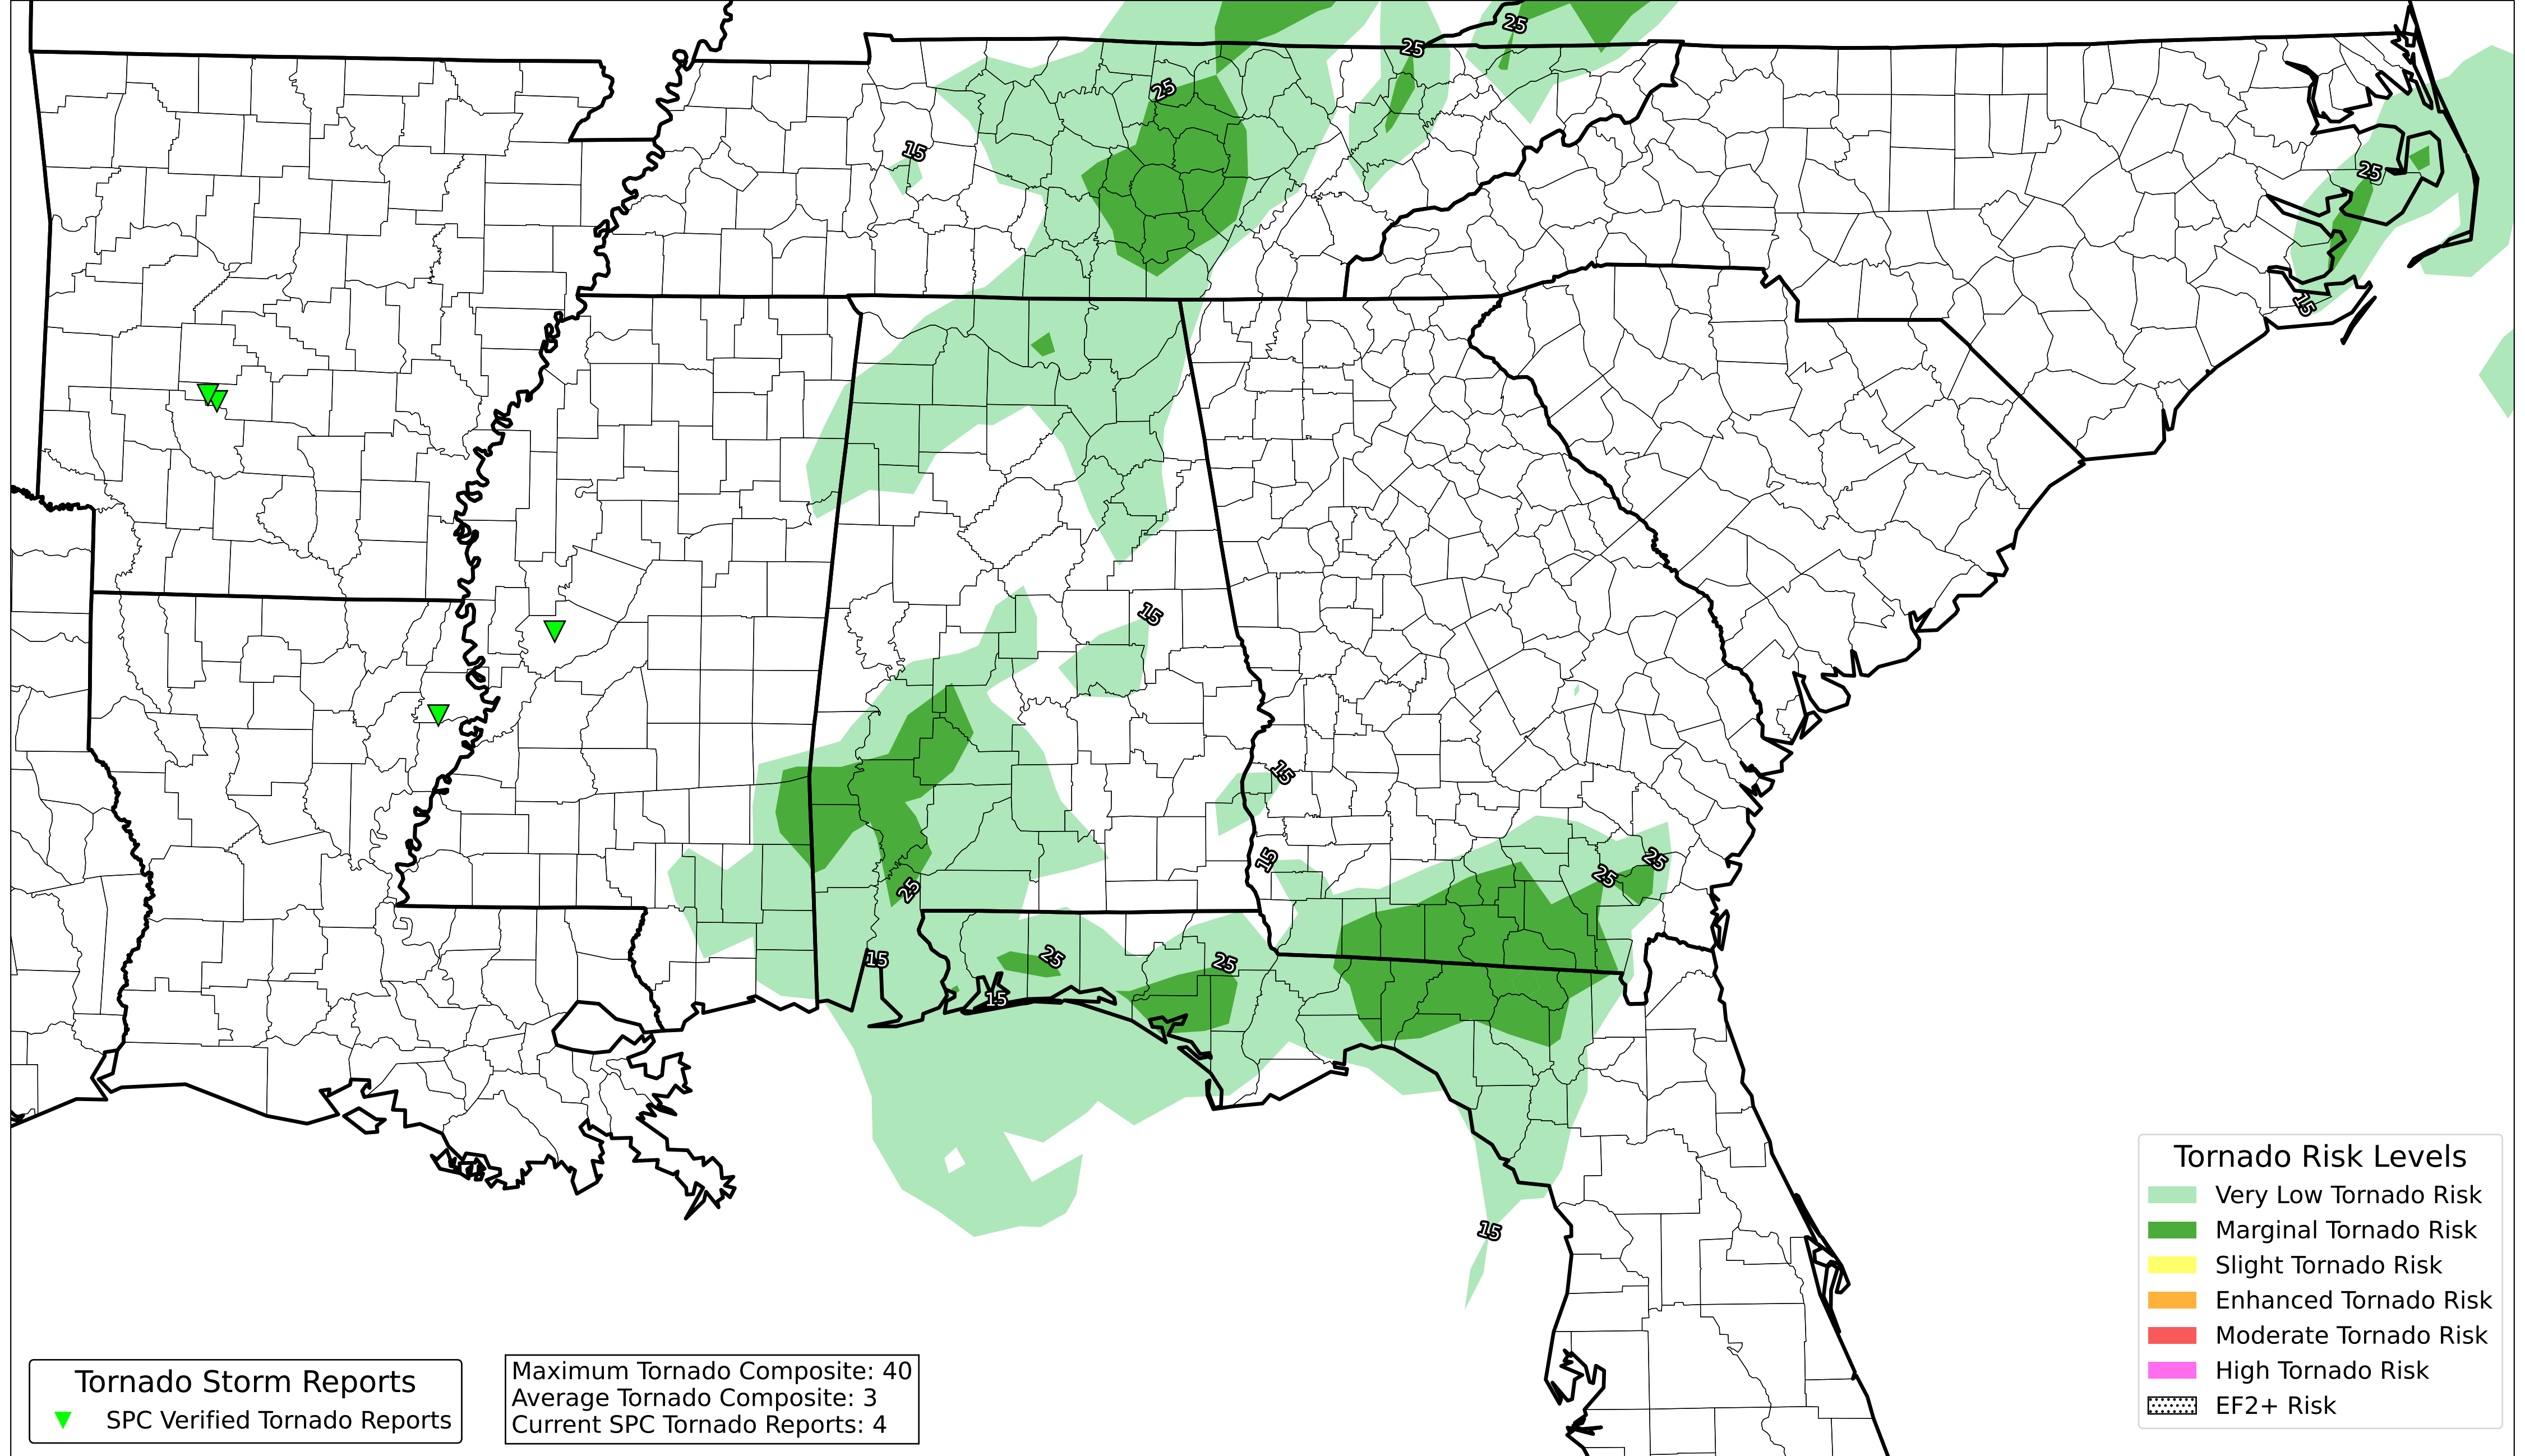 25
25
25
15
25
15
15
15
15
25
25
25
15
25
25
15
15
Tornado Risk Levels
Very Low Tornado Risk
Marginal Tornado Risk
Slight Tornado Risk
Enhanced Tornado Risk
Moderate Tornado Risk
High Tornado Risk
EF2+ Risk
Tornado Storm Reports
SPC Verified Tornado Reports
Maximum Tornado Composite: 40
Average Tornado Composite: 3
Current SPC Tornado Reports: 4